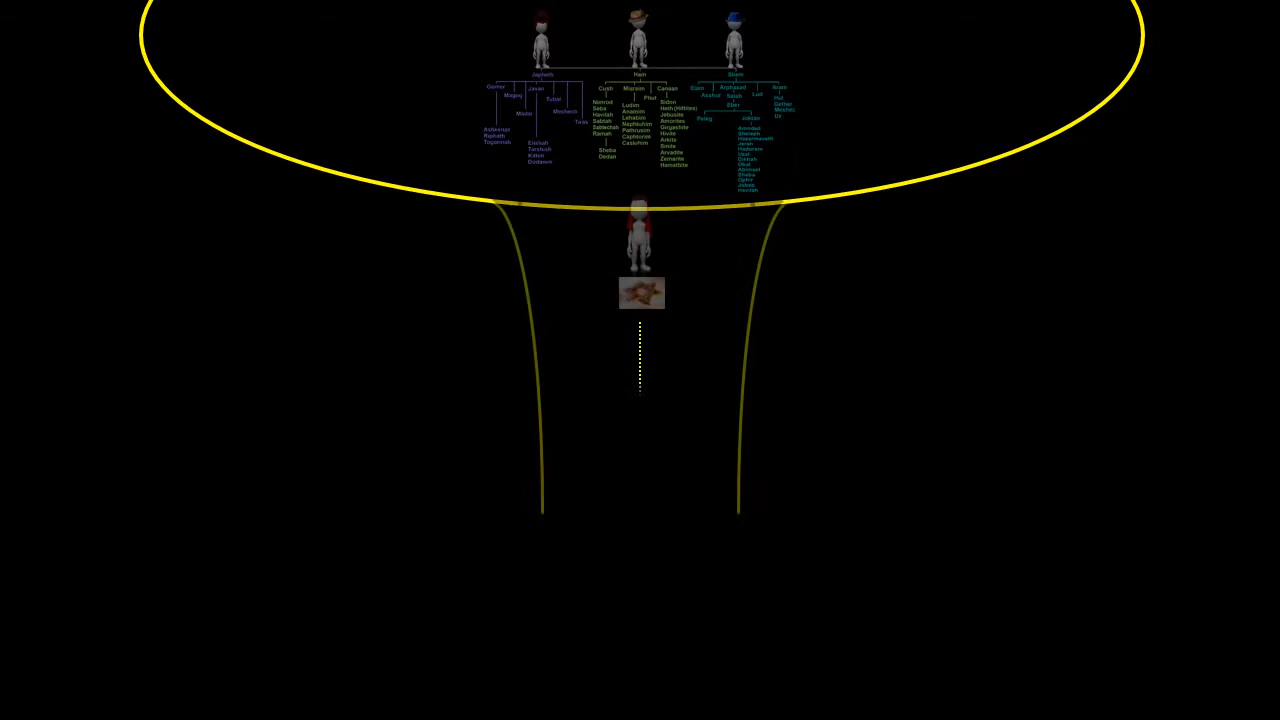 Japheth
Ham
Shem
Gomer
Magog
Madai
Javan
Tubal
Meshech
Tiras
Ashkenaz
Riphath
Togarmah
Elishah
Tarshish
Kittim
Dodanim
Cush
Mizraim
Phut
Canaan
Nimrod
Seba
Havilah
Sabtah
Sabtechah
Ramah
Sheba
Dedan
Ludim
Anamim
Lehabim
Naphtuhim
Pathrusim
Caphtorim
Casluhim
Sidon
Heth(Hittites)
Jebusite
Amorites
Girgashite
Hivite
Arkite
Sinite
Arvadite
Zemarite
Hamathite
Elam
Asshur
Arphaxad
Salah
Eber
Lud
Aram
Hul
Gether
Meshec
Uz
Peleg
Joktan
Almodad
Sheleph
Hazarmaveth
Jerah
Hadoram
Uzal
Diklah
Obal
Abimael
Sheba
Ophir
Jobab
Havilah